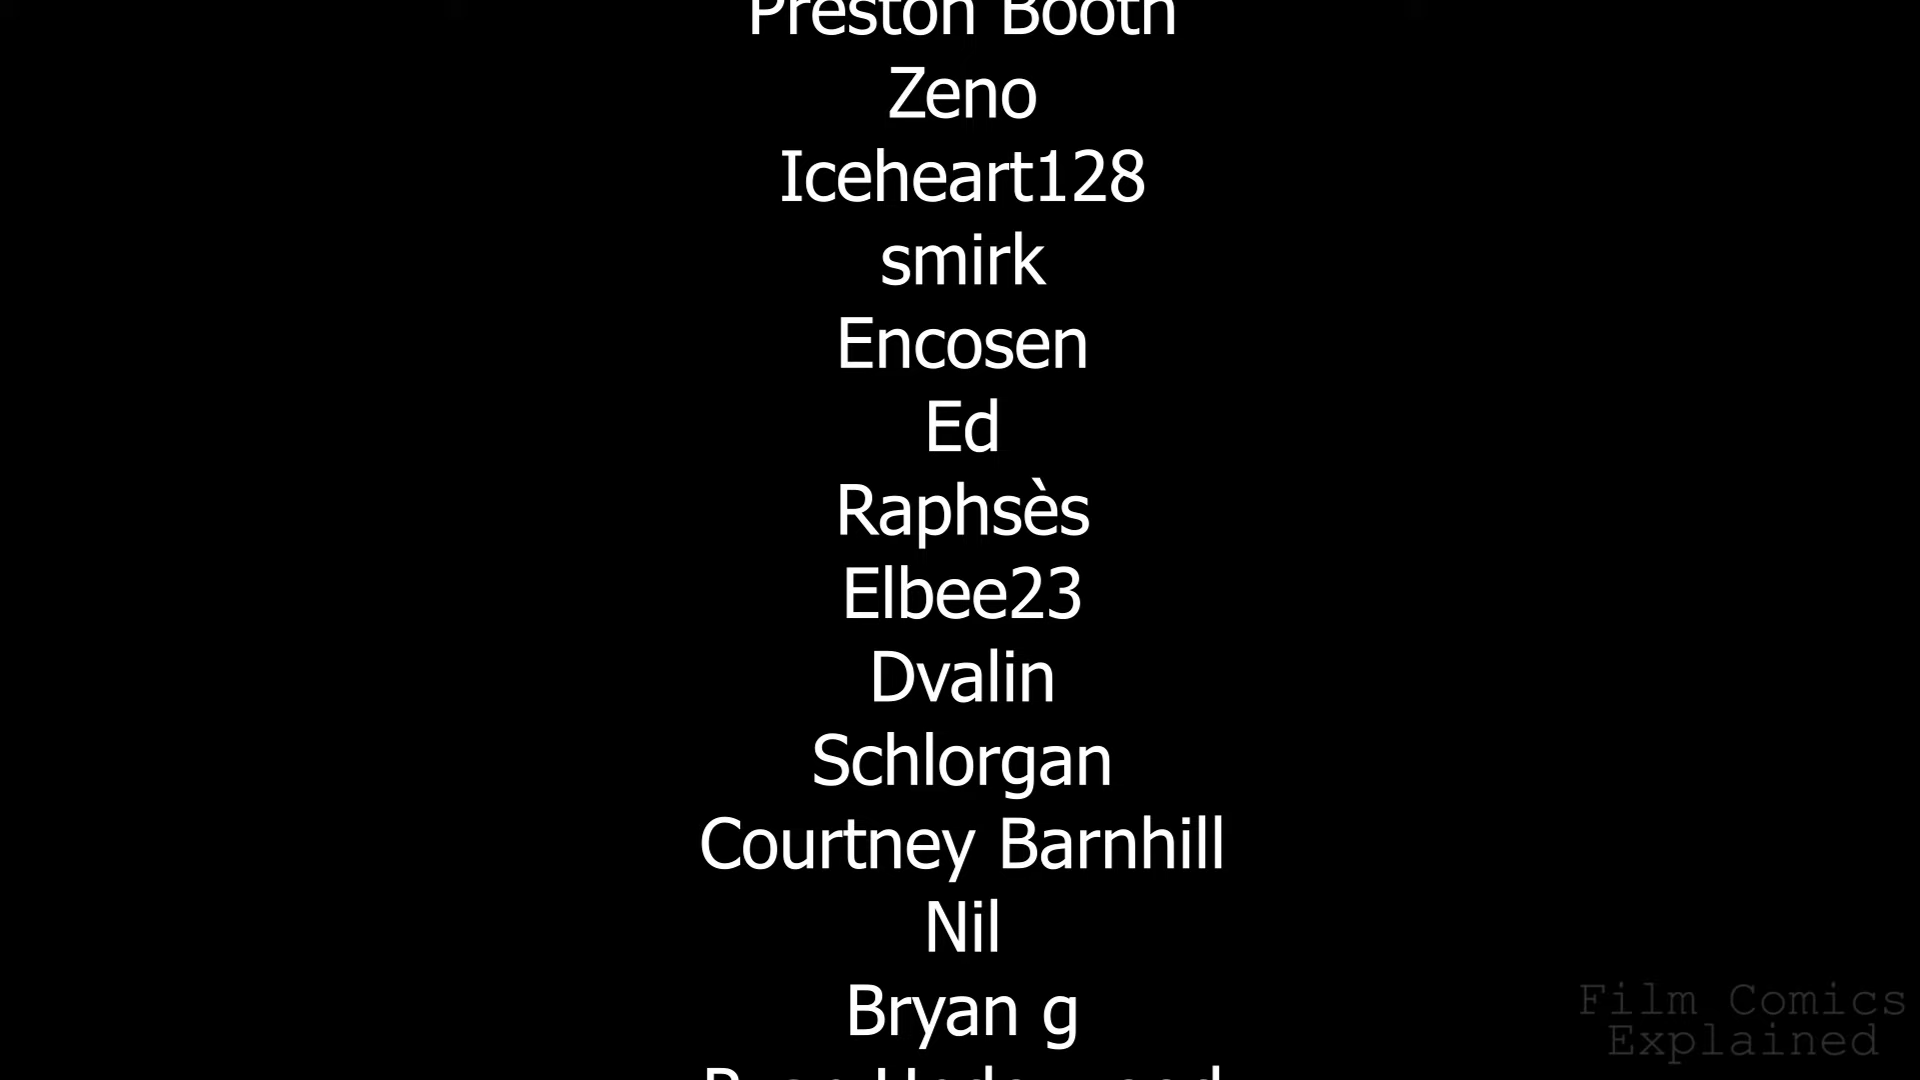 Preston Booth
Zeno
Iceheart128
smirk
Encosen
Ed
Raphsès
Elbee23
Dvalin
Schlorgan
Courtney Barnhill
Nil
Bryan g
Film Comics
Explained